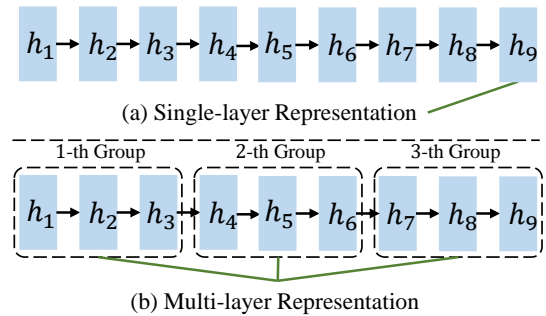 h₁ h₂ h₃ h₄ h₅ h₆ h₇ h₈ h₉
(a) Single-layer Representation
1-th Group 2-th Group 3-th Group
h₁ h₂ h₃ h₄ h₅ h₆ h₇ h₈ h₉
(b) Multi-layer Representation